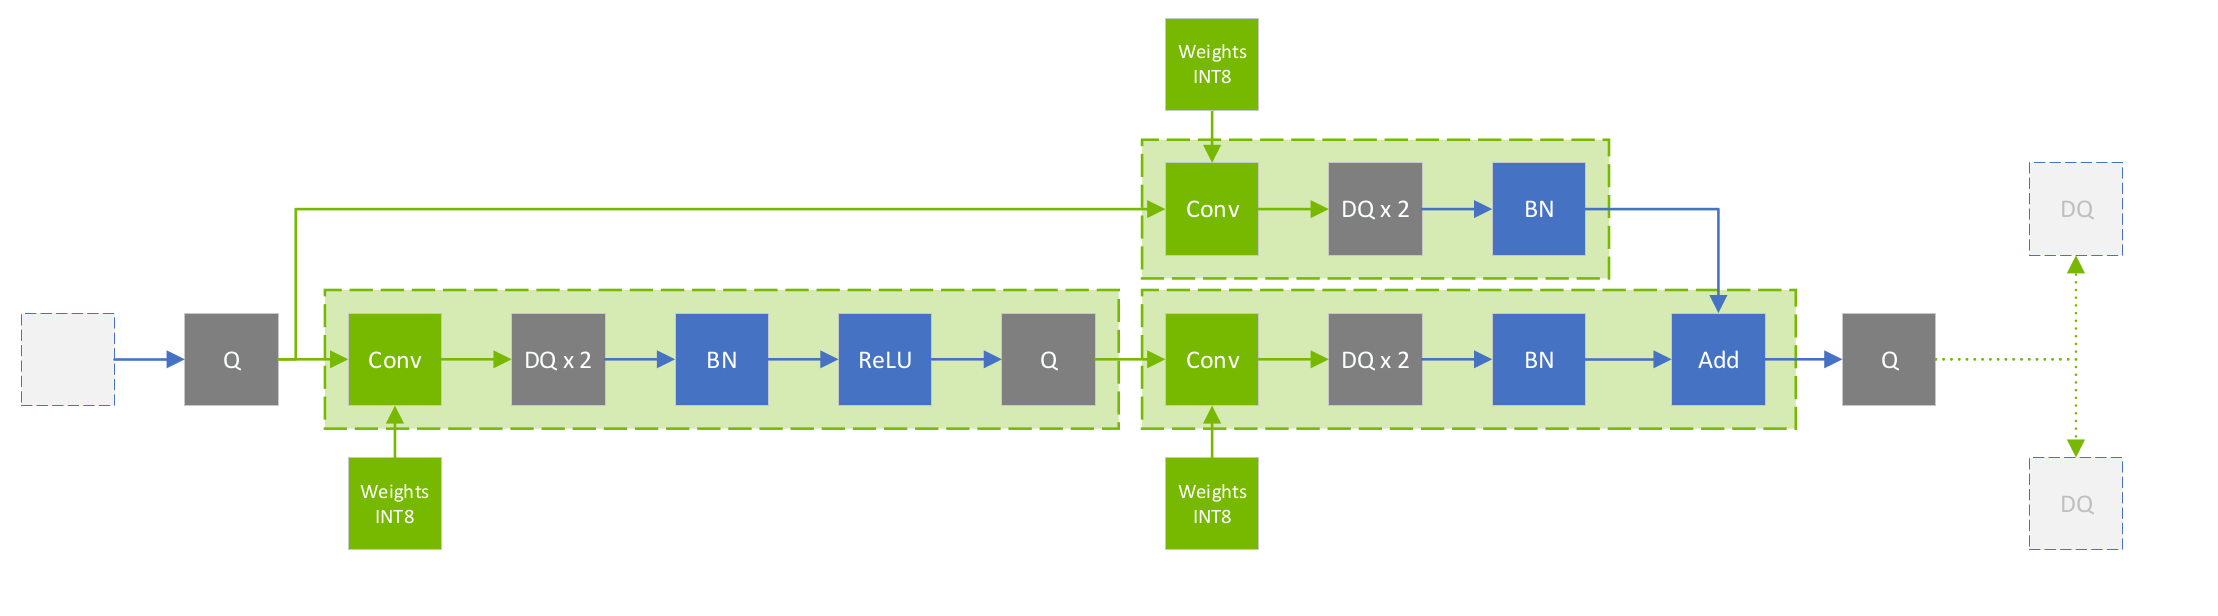 Weights
INT8
Conv
DQ x 2
BN
DQ
Q
Conv
DQ x 2
BN
ReLU
Q
Conv
DQ x 2
BN
Add
Q
Weights
INT8
Weights
INT8
DQ